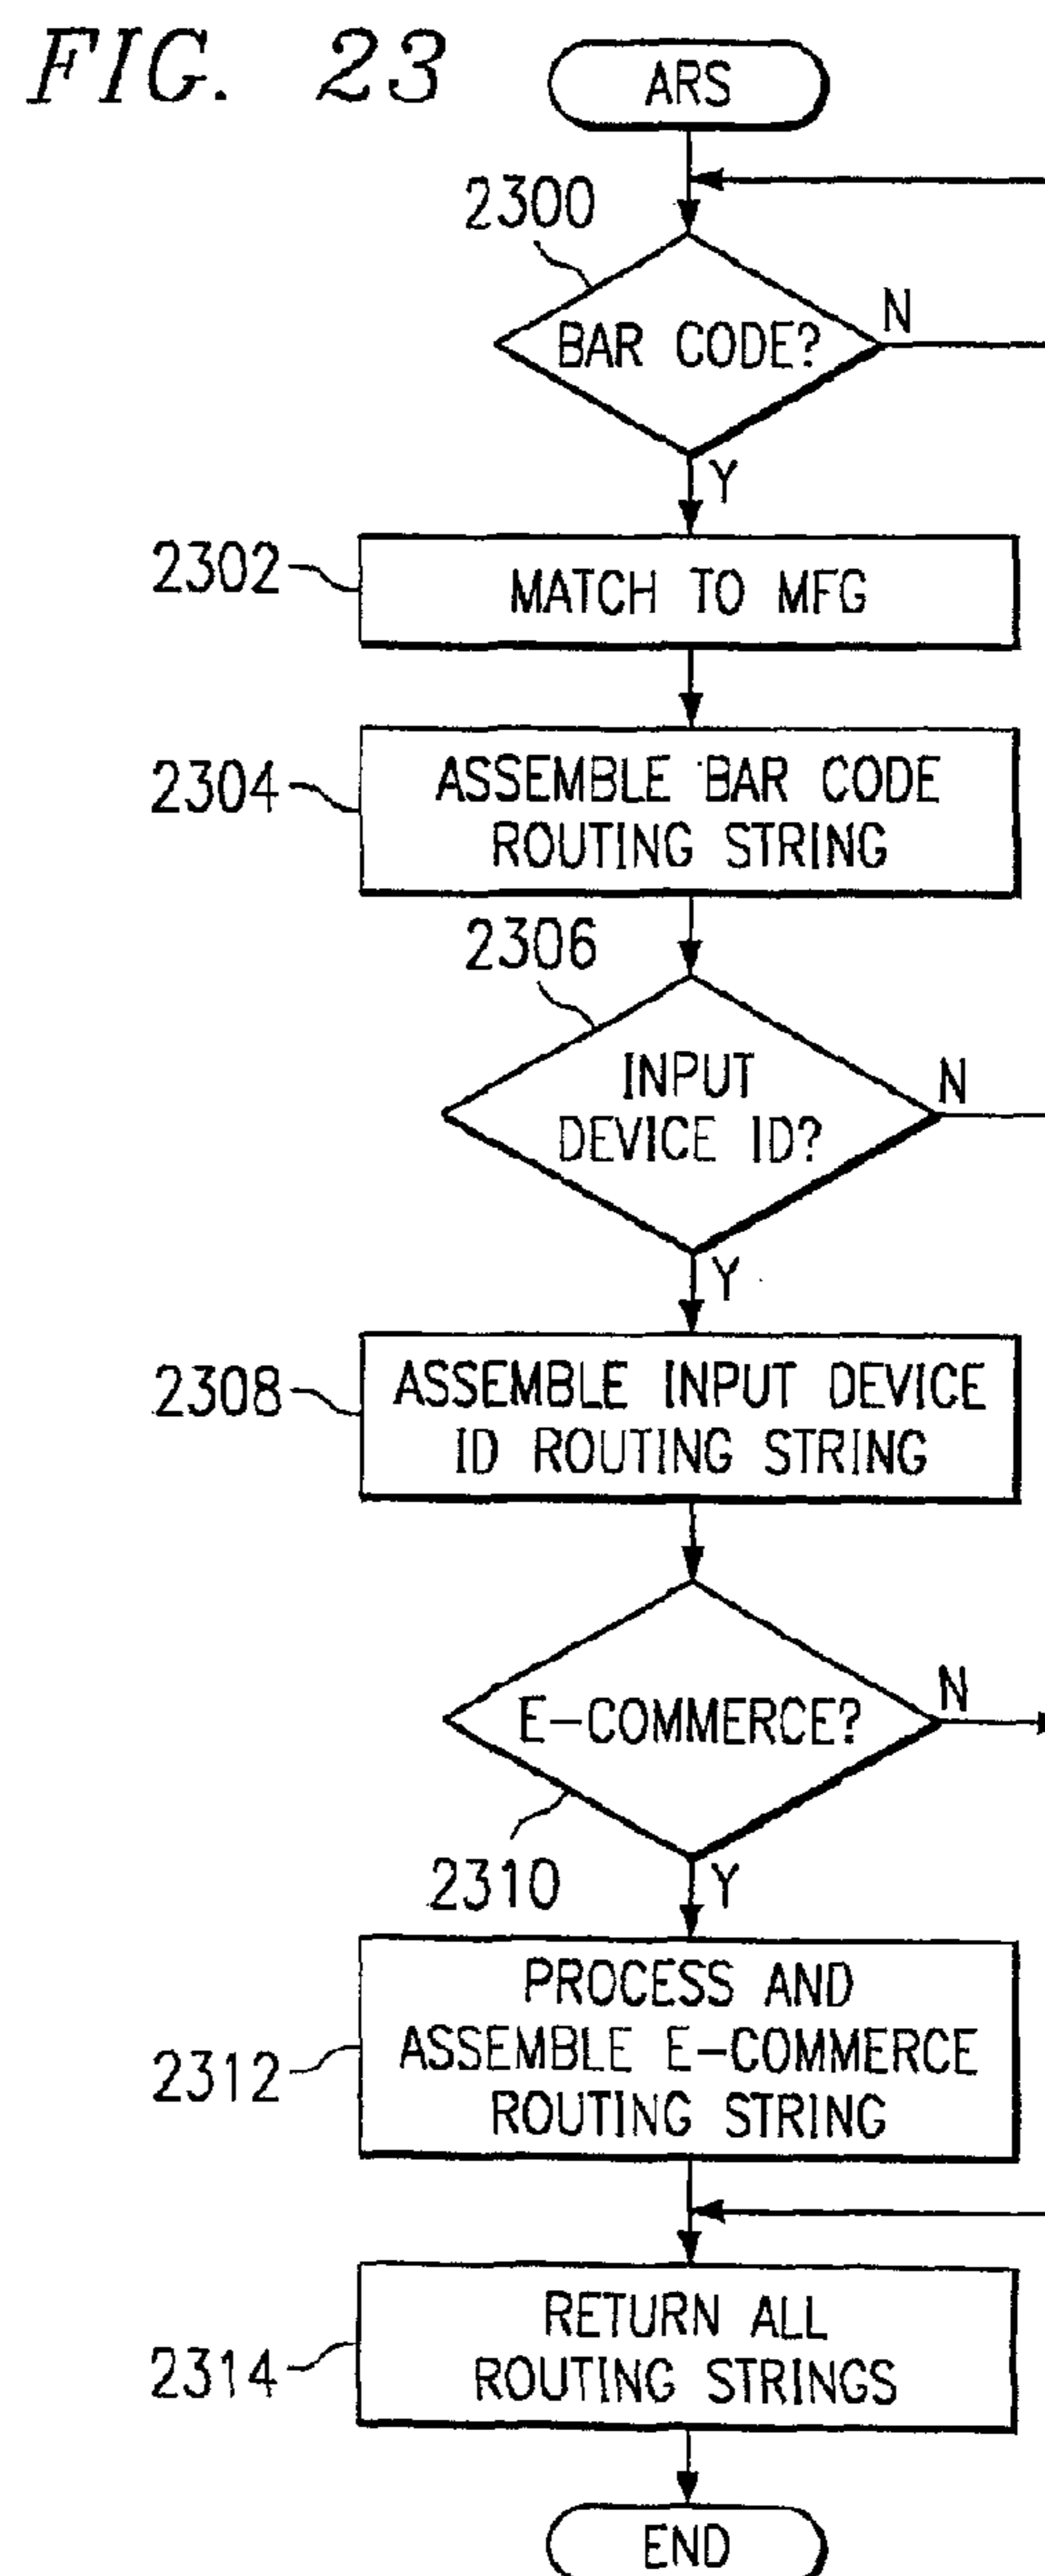 FIG. 23
ARS
2300
BAR CODE?
N
Y
2302
MATCH TO MFG
2304
ASSEMBLE BAR CODE
ROUTING STRING
2306
INPUT
DEVICE ID?
N
Y
2308
ASSEMBLE INPUT DEVICE
ID ROUTING STRING
E-COMMERCE?
N
2310
Y
2312
PROCESS AND
ASSEMBLE E-COMMERCE
ROUTING STRING
2314
RETURN ALL
ROUTING STRINGS
END